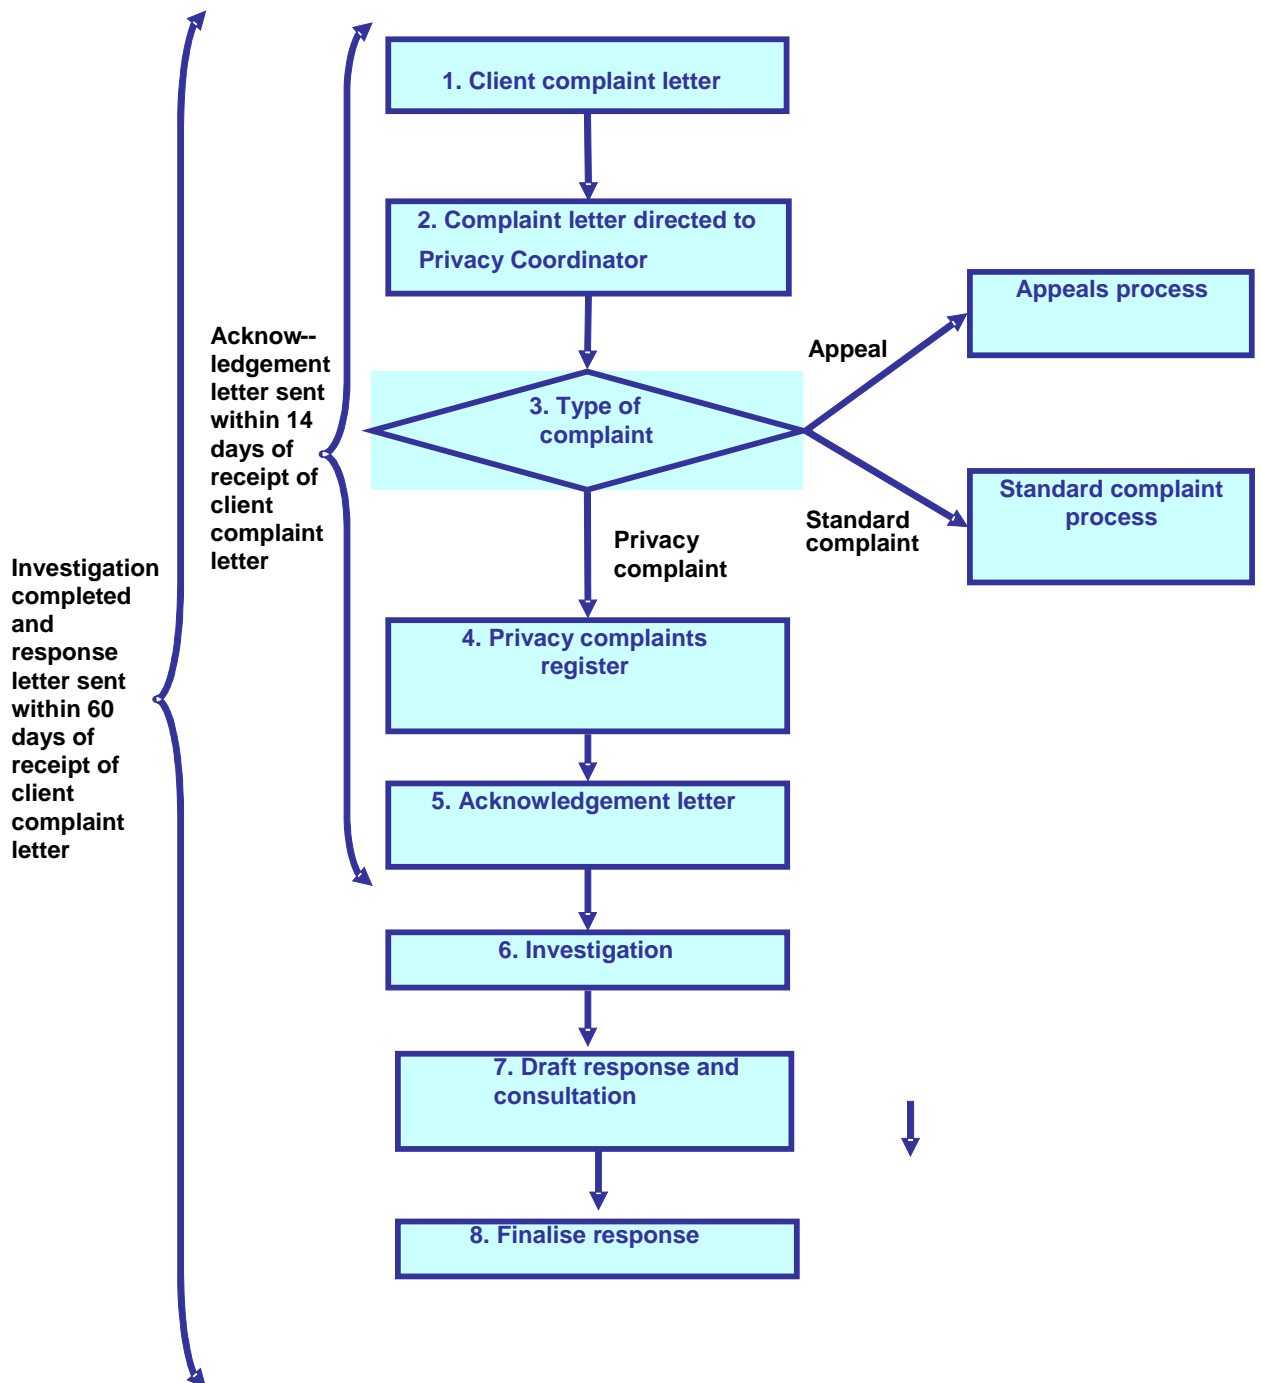 1. Client complaint letter
2. Complaint letter directed to
Privacy Coordinator
Appeals process
Acknow--
ledgement
letter sent
within 14
days of
receipt of
client
complaint
letter
Appeal
3. Type of
complaint
Standard complaint
process
Standard
complaint
Privacy
complaint
Investigation
completed
and
response
letter sent
within 60
days of
receipt of
client
complaint
letter
4. Privacy complaints
register
5. Acknowledgement letter
6. Investigation
7. Draft response and
consultation
8. Finalise response